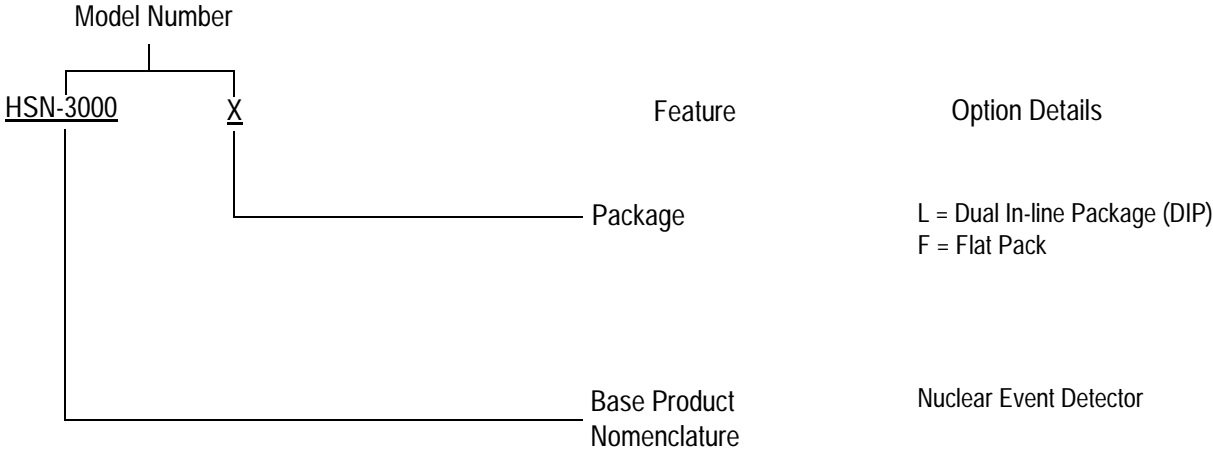 Model Number
HSN-3000 X Feature Option Details
Package L = Dual In-line Package (DIP)
F = Flat Pack
Base Product Nuclear Event Detector
Nomenclature